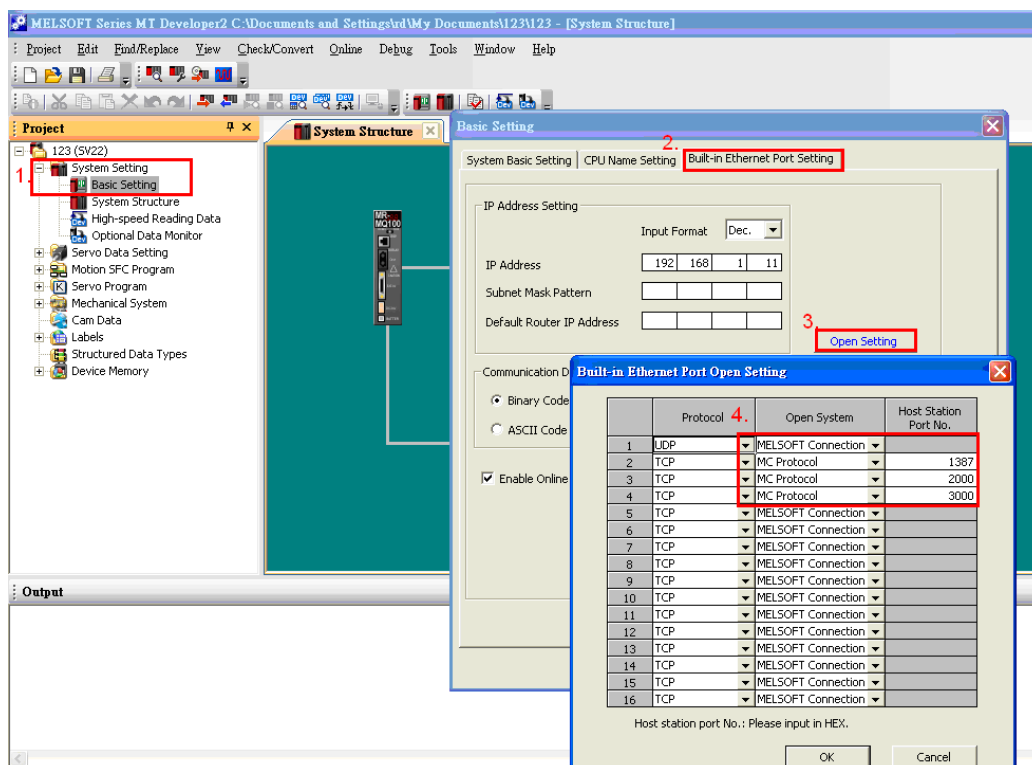 MELSOFT Series MT Developer2 C:\Documents and Settings\rd\My Documents\123\123 - [System Structure]
Project Edit Find/Replace View Check/Convert Online Debug Tools Window Help
Project
System Structure
123 (SV22)
1.
System Setting
Basic Setting
System Structure
High-speed Reading Data
Optional Data Monitor
Servo Data Setting
Motion SFC Program
Servo Program
Mechanical System
Cam Data
Labels
Structured Data Types
Device Memory
MR-
MQ100
Basic Setting
2.
System Basic Setting CPU Name Setting Built-in Ethernet Port Setting
IP Address Setting
Input Format Dec.
IP Address 192 168 1 11
Subnet Mask Pattern
Default Router IP Address
3.
Open Setting
Communication D
Binary Code
ASCII Code
Enable Online
Built-in Ethernet Port Open Setting
Protocol 4. Open System Host Station Port No.
1 UDP MELSOFT Connection
2 TCP MC Protocol 1387
3 TCP MC Protocol 2000
4 TCP MC Protocol 3000
5 TCP MELSOFT Connection
6 TCP MELSOFT Connection
7 TCP MELSOFT Connection
8 TCP MELSOFT Connection
9 TCP MELSOFT Connection
10 TCP MELSOFT Connection
11 TCP MELSOFT Connection
12 TCP MELSOFT Connection
13 TCP MELSOFT Connection
14 TCP MELSOFT Connection
15 TCP MELSOFT Connection
16 TCP MELSOFT Connection
Host station port No.: Please input in HEX.
OK Cancel
Output